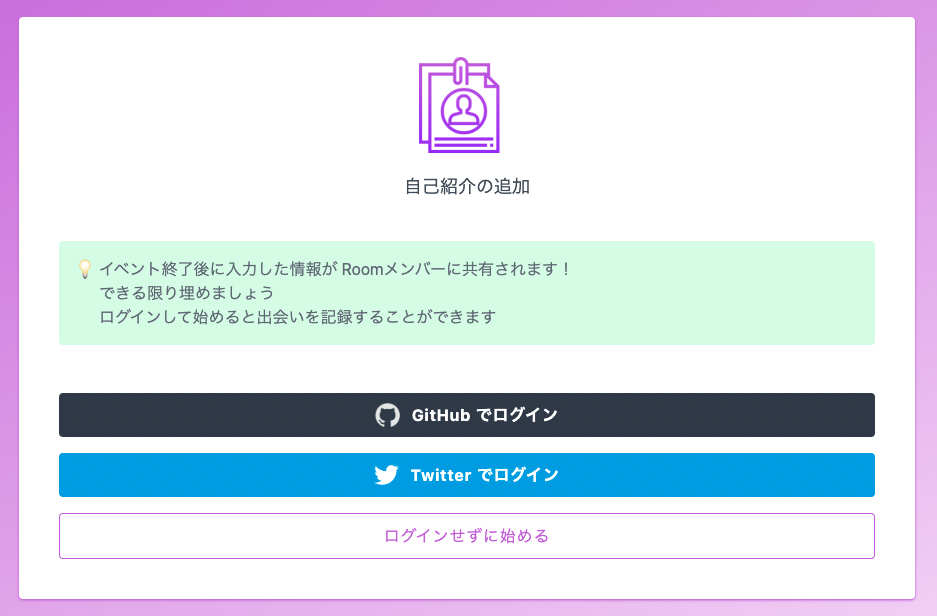 自己紹介の追加
💡 イベント終了後に入力した情報が Roomメンバーに共有されます！
できる限り埋めましょう
ログインして始めると出会いを記録することができます
GitHub でログイン
Twitter でログイン
ログインせずに始める